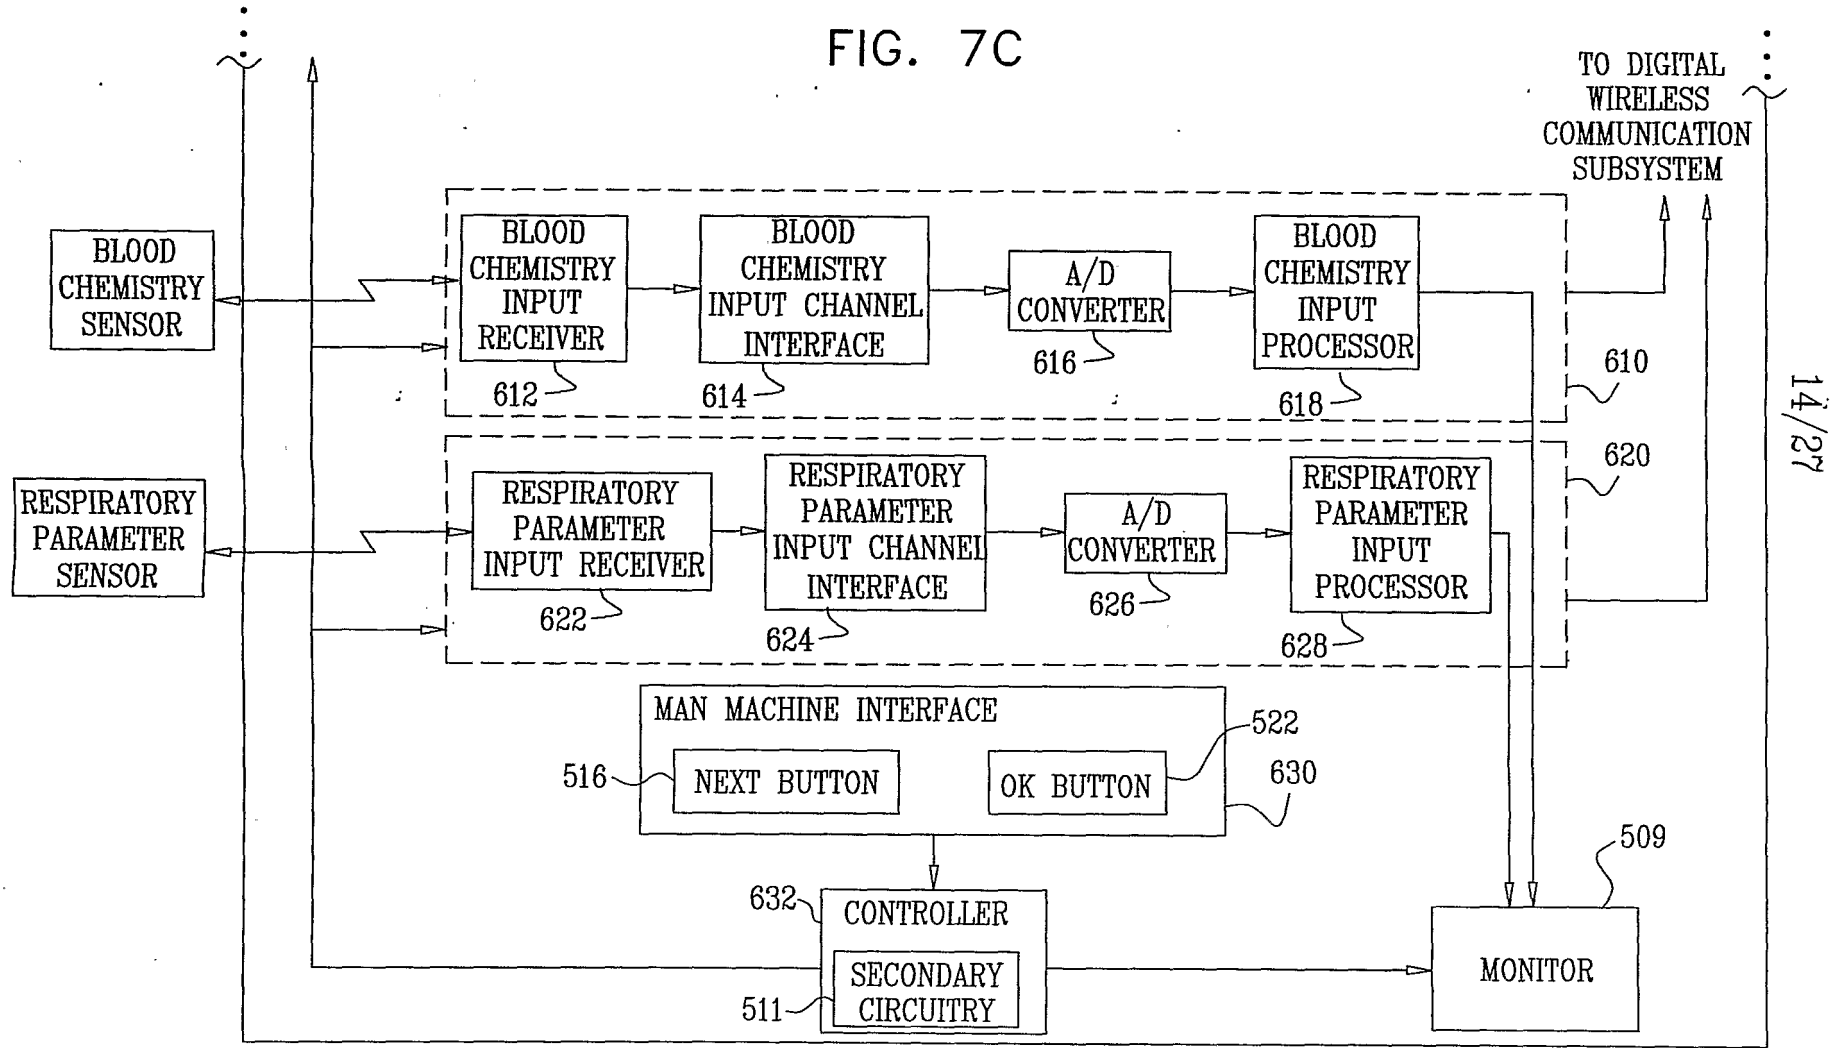 FIG. 7C
TO DIGITAL
WIRELESS
COMMUNICATION
SUBSYSTEM
BLOOD
CHEMISTRY
SENSOR
BLOOD
CHEMISTRY
INPUT
RECEIVER
612
BLOOD
CHEMISTRY
INPUT CHANNEL
INTERFACE
614
A/D
CONVERTER
616
BLOOD
CHEMISTRY
INPUT
PROCESSOR
618
610
14/27
RESPIRATORY
PARAMETER
SENSOR
RESPIRATORY
PARAMETER
INPUT RECEIVER
622
RESPIRATORY
PARAMETER
INPUT CHANNEL
INTERFACE
624
A/D
CONVERTER
626
RESPIRATORY
PARAMETER
INPUT
PROCESSOR
628
620
MAN MACHINE INTERFACE
516
NEXT BUTTON
OK BUTTON
522
630
632
CONTROLLER
SECONDARY
CIRCUITRY
511
509
MONITOR